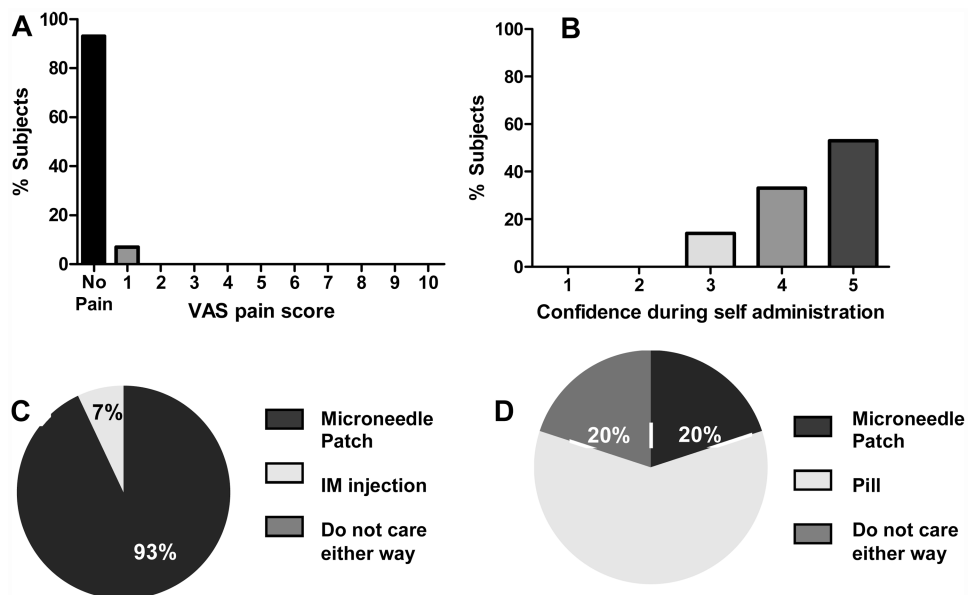 A
% Subjects
100
80
60
40
20
0
No
Pain
1 2 3 4 5 6 7 8 9 10
VAS pain score
B
% Subjects
100
80
60
40
20
0
1 2 3 4 5
Confidence during self administration
C
7%
93%
Microneedle
Patch
IM injection
Do not care
either way
D
20% 20%
Microneedle
Patch
Pill
Do not care
either way